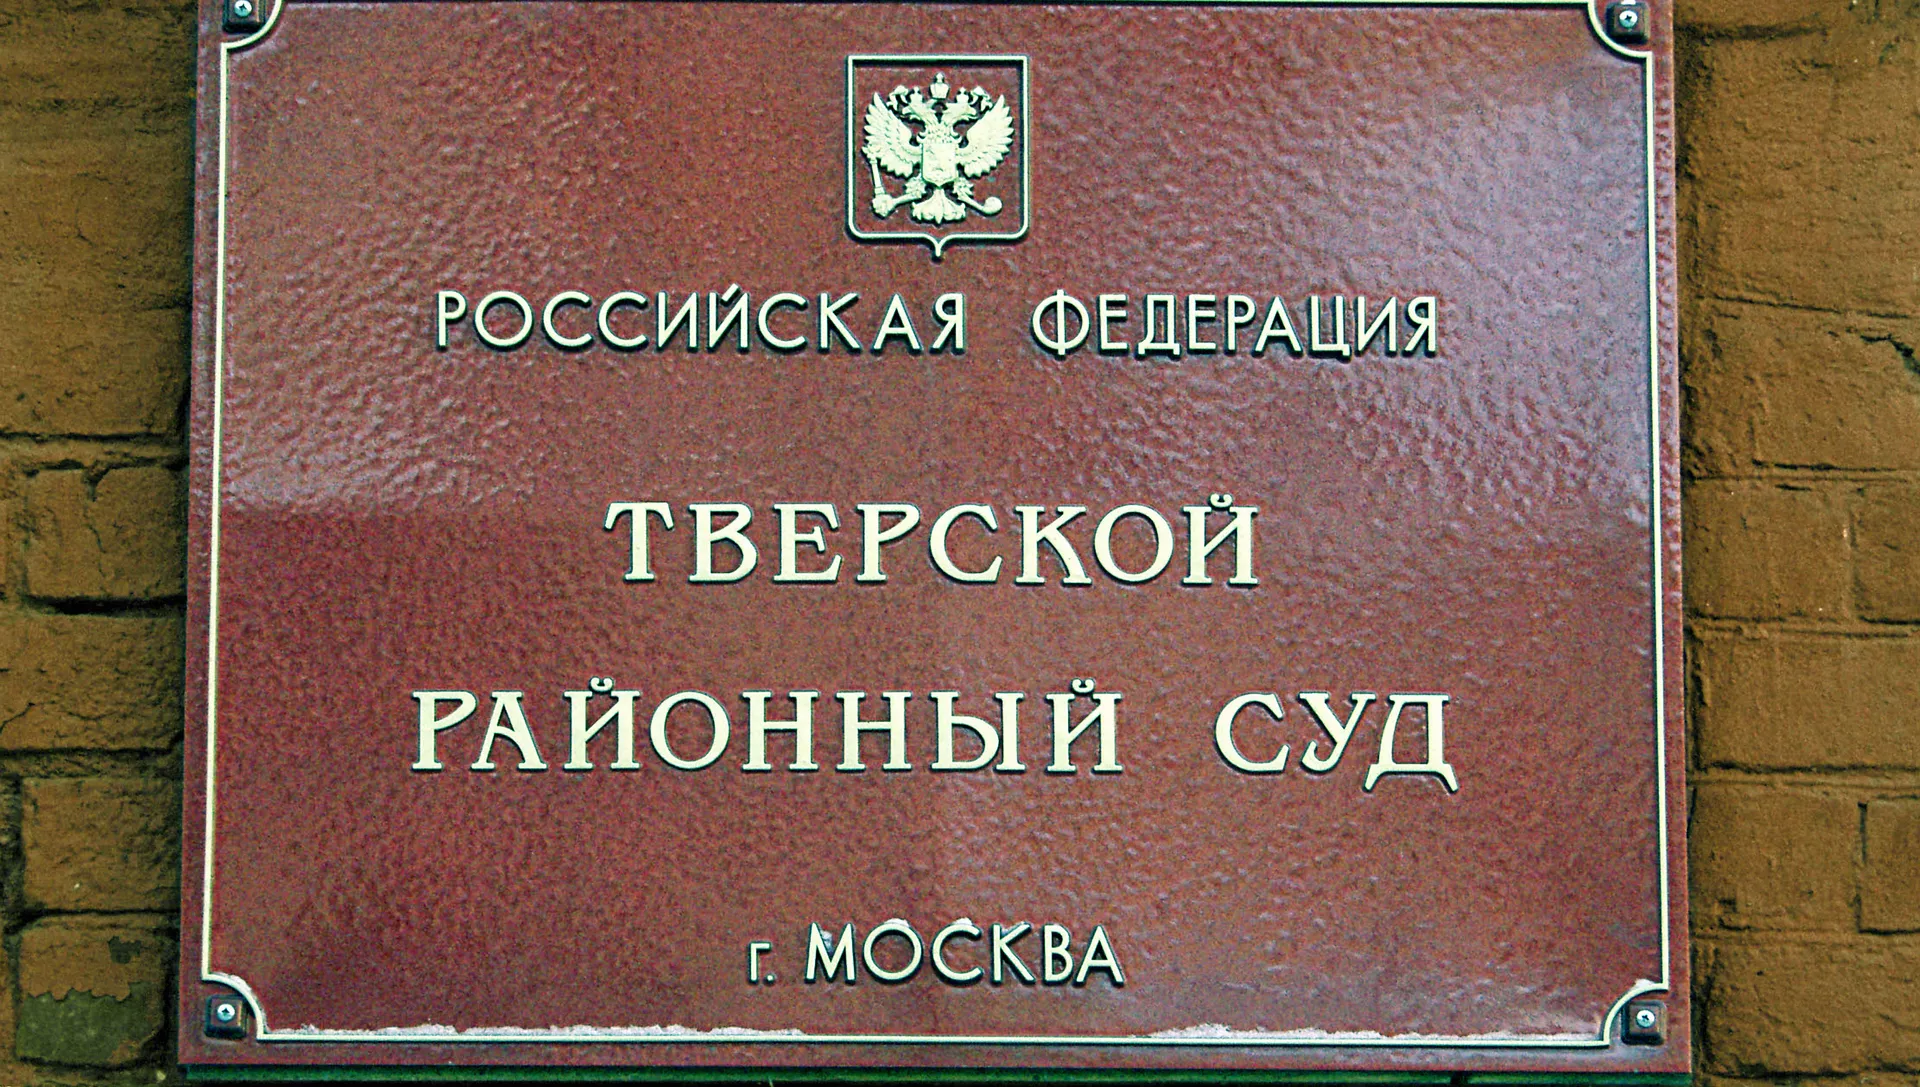 РОССИЙСКАЯ ФЕДЕРАЦИЯ
ТВЕРСКОЙ
РАЙОННЫЙ СУД
г. МОСКВА